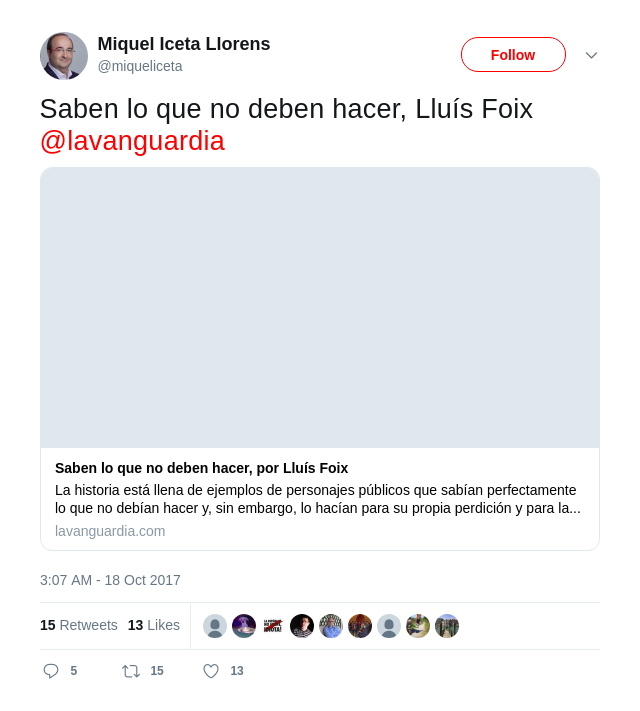 Miquel Iceta Llorens
@miqueliceta
Follow
Saben lo que no deben hacer, Lluís Foix
@lavanguardia
Saben lo que no deben hacer, por Lluís Foix
La historia está llena de ejemplos de personajes públicos que sabían perfectamente
lo que no debían hacer y, sin embargo, lo hacían para su propia perdición y para la...
lavanguardia.com
3:07 AM - 18 Oct 2017
15 Retweets 13 Likes
5 15 13